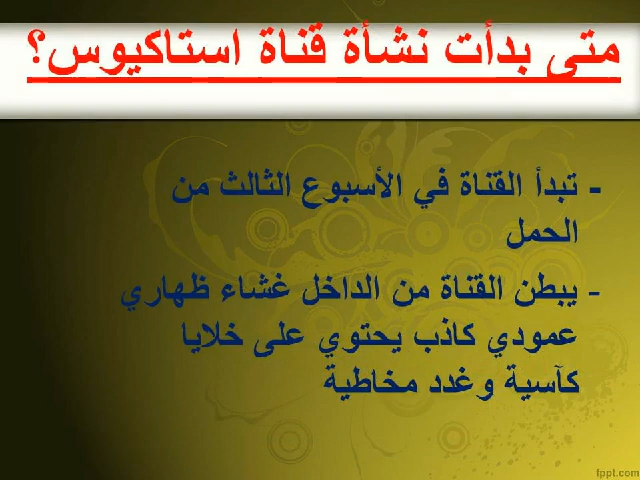 متى بدأت نشأة قناة استاكيوس؟
- تبدأ القناة في الأسبوع الثالث من
الحمل
- يبطن القناة من الداخل غشاء ظهاري
عمودي كاذب يحتوي على خلايا
كآسية وغدد مخاطية
fppt.com